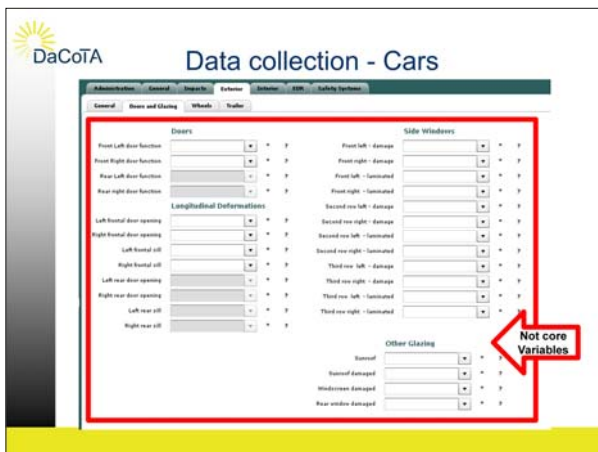 DaCoTA
Data collection - Cars
Administration General Impacts Exterior Interior EDR Safety Systems
General Doors and Glazing Wheels Trailer
Doors
Front Left door function * ?
Front Right door function * ?
Rear Left door function * ?
Rear right door function * ?
Longitudinal Deformations
Left frontal door opening * ?
Right frontal door opening * ?
Left frontal sill * ?
Right frontal sill * ?
Left rear door opening * ?
Right rear door opening * ?
Left rear sill * ?
Right rear sill * ?
Side Windows
Front left - damage * ?
Front right - damage * ?
Front left - laminated * ?
Front right - laminated * ?
Second row left - damage * ?
Second row right - damage * ?
Second row left - laminated * ?
Second row right - laminated * ?
Third row left - damage * ?
Third row right - damage * ?
Third row left - laminated * ?
Third row right - laminated * ?
Other Glazing
Sunroof * ?
Sunroof damaged * ?
Windscreen damaged * ?
Rear window damaged * ?
Not core
Variables